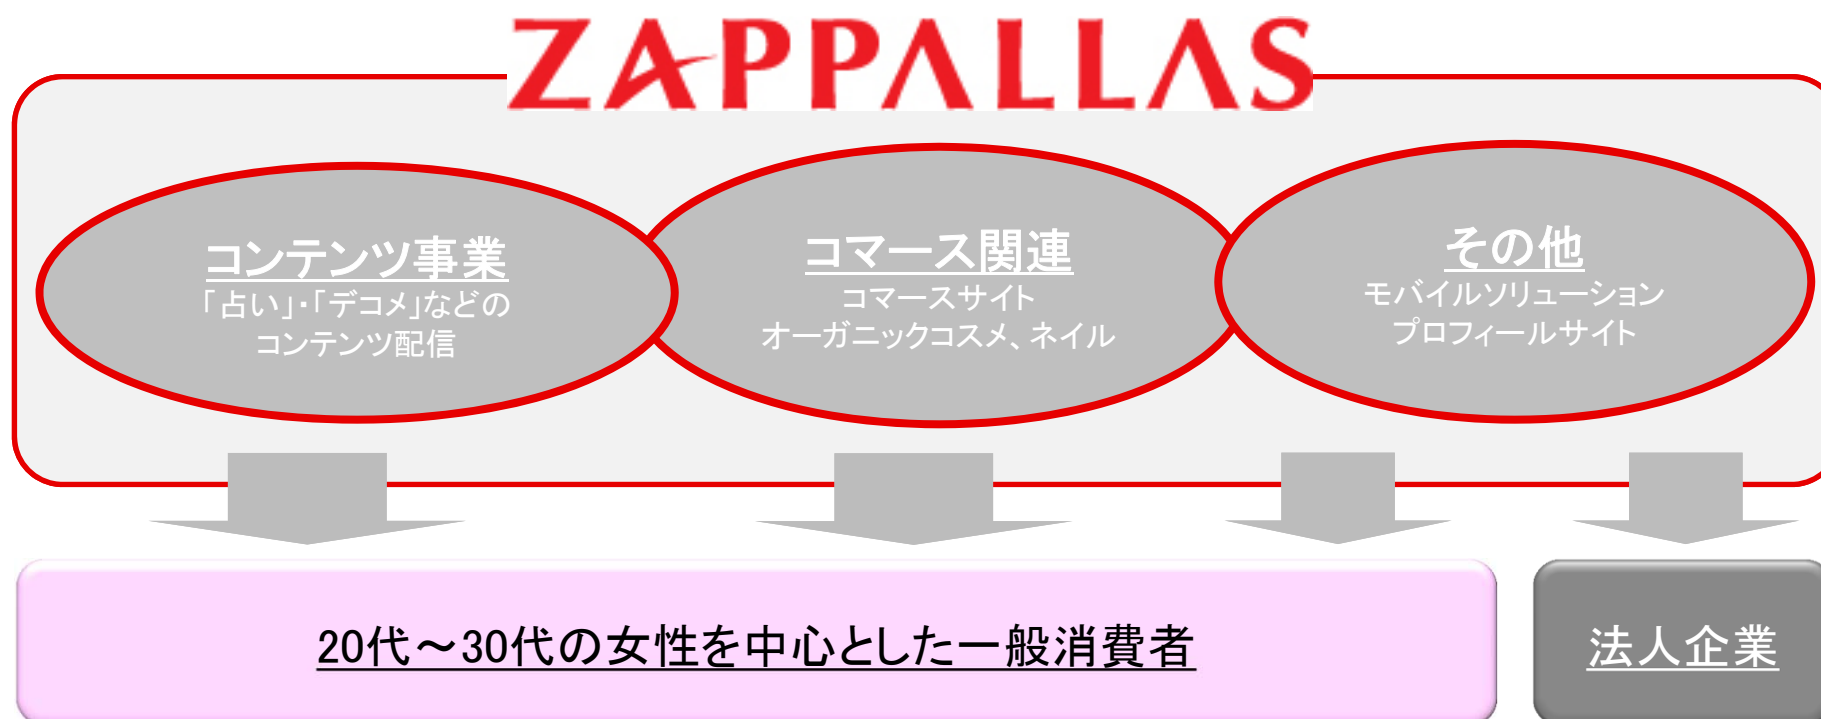 ZAPPALLAS
コンテンツ事業
「占い」・「デコメ」などの
コンテンツ配信
コマース関連
コマースサイト
オーガニックコスメ、ネイル
その他
モバイルソリューション
プロフィールサイト
20代～30代の女性を中心とした一般消費者
法人企業